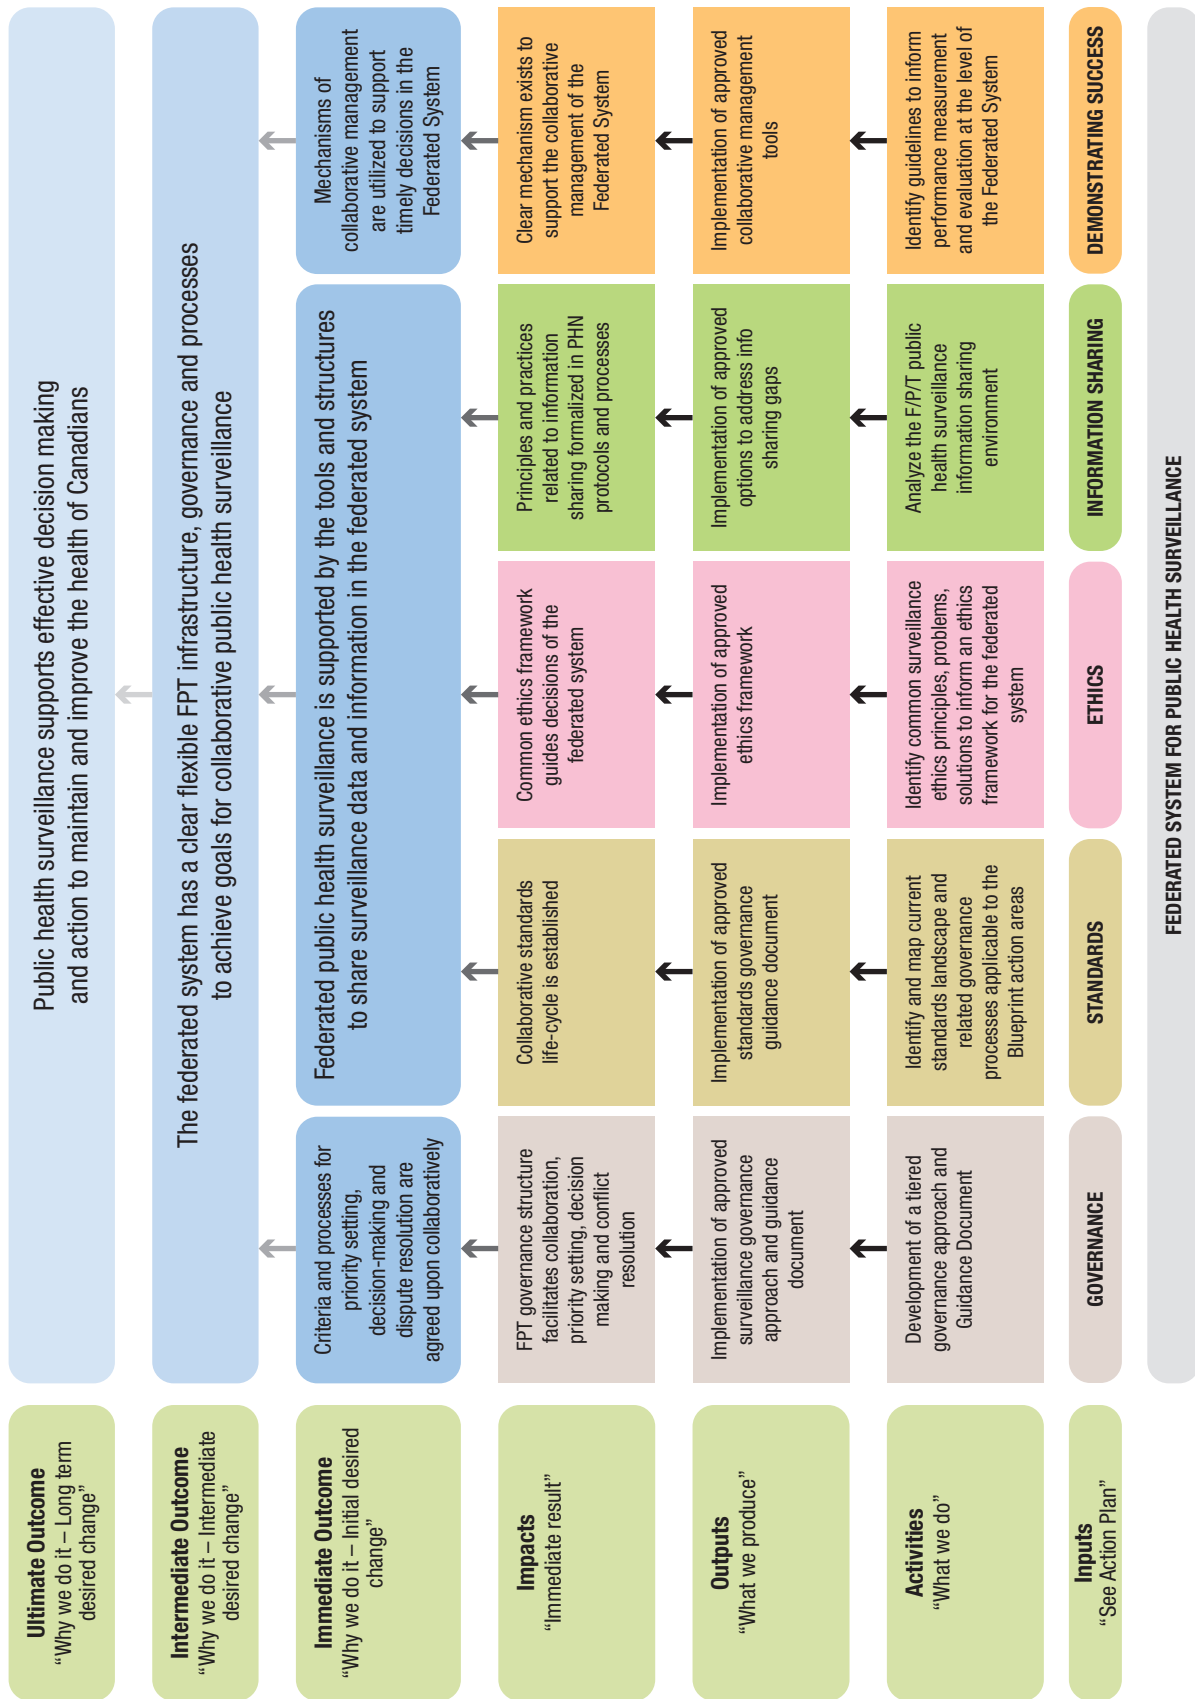 Ultimate Outcome
“Why we do it – Long term
desired change”
Public health surveillance supports effective decision making
and action to maintain and improve the health of Canadians
Intermediate Outcome
“Why we do it – Intermediate
desired change”
The federated system has a clear flexible FPT infrastructure, governance and processes
to achieve goals for collaborative public health surveillance
Immediate Outcome
“Why we do it – Initial desired
change”
Criteria and processes for
priority setting,
decision-making and
dispute resolution are
agreed upon collaboratively
Federated public health surveillance is supported by the tools and structures
to share surveillance data and information in the federated system
Mechanisms of
collaborative management
are utilized to support
timely decisions in the
Federated System
Impacts
“Immediate result”
FPT governance structure
facilitates collaboration,
priority setting, decision
making and conflict
resolution
Collaborative standards
life-cycle is established
Common ethics framework
guides decisions of the
federated system
Principles and practices
related to information
sharing formalized in PHN
protocols and processes
Clear mechanism exists to
support the collaborative
management of the
Federated System
Outputs
“What we produce”
Implementation of approved
surveillance governance
approach and guidance
document
Implementation of approved
standards governance
guidance document
Implementation of approved
ethics framework
Implementation of approved
options to address info
sharing gaps
Implementation of approved
collaborative management
tools
Activities
“What we do”
Development of a tiered
governance approach and
Guidance Document
Identify and map current
standards landscape and
related governance
processes applicable to the
Blueprint action areas
Identify common surveillance
ethics principles, problems,
solutions to inform an ethics
framework for the federated
system
Analyze the F/P/T public
health surveillance
information sharing
environment
Identify guidelines to inform
performance measurement
and evaluation at the level of
the Federated System
Inputs
“See Action Plan”
GOVERNANCE
STANDARDS
ETHICS
INFORMATION SHARING
DEMONSTRATING SUCCESS
FEDERATED SYSTEM FOR PUBLIC HEALTH SURVEILLANCE